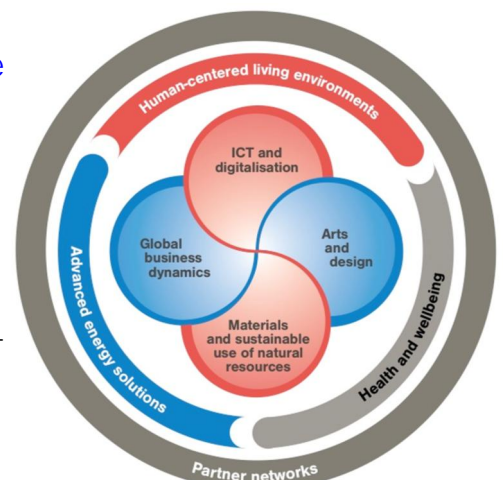 e
Human-centered living environments
ICT and
digitalisation
Global
business
dynamics
Arts
and
design
Materials
and sustainable
use of natural
resources
Advanced energy solutions
Health and wellbeing
Partner networks